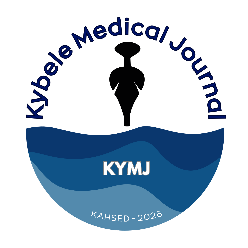 Kybele Medical Journal
KYMJ
KAHSED - 2026